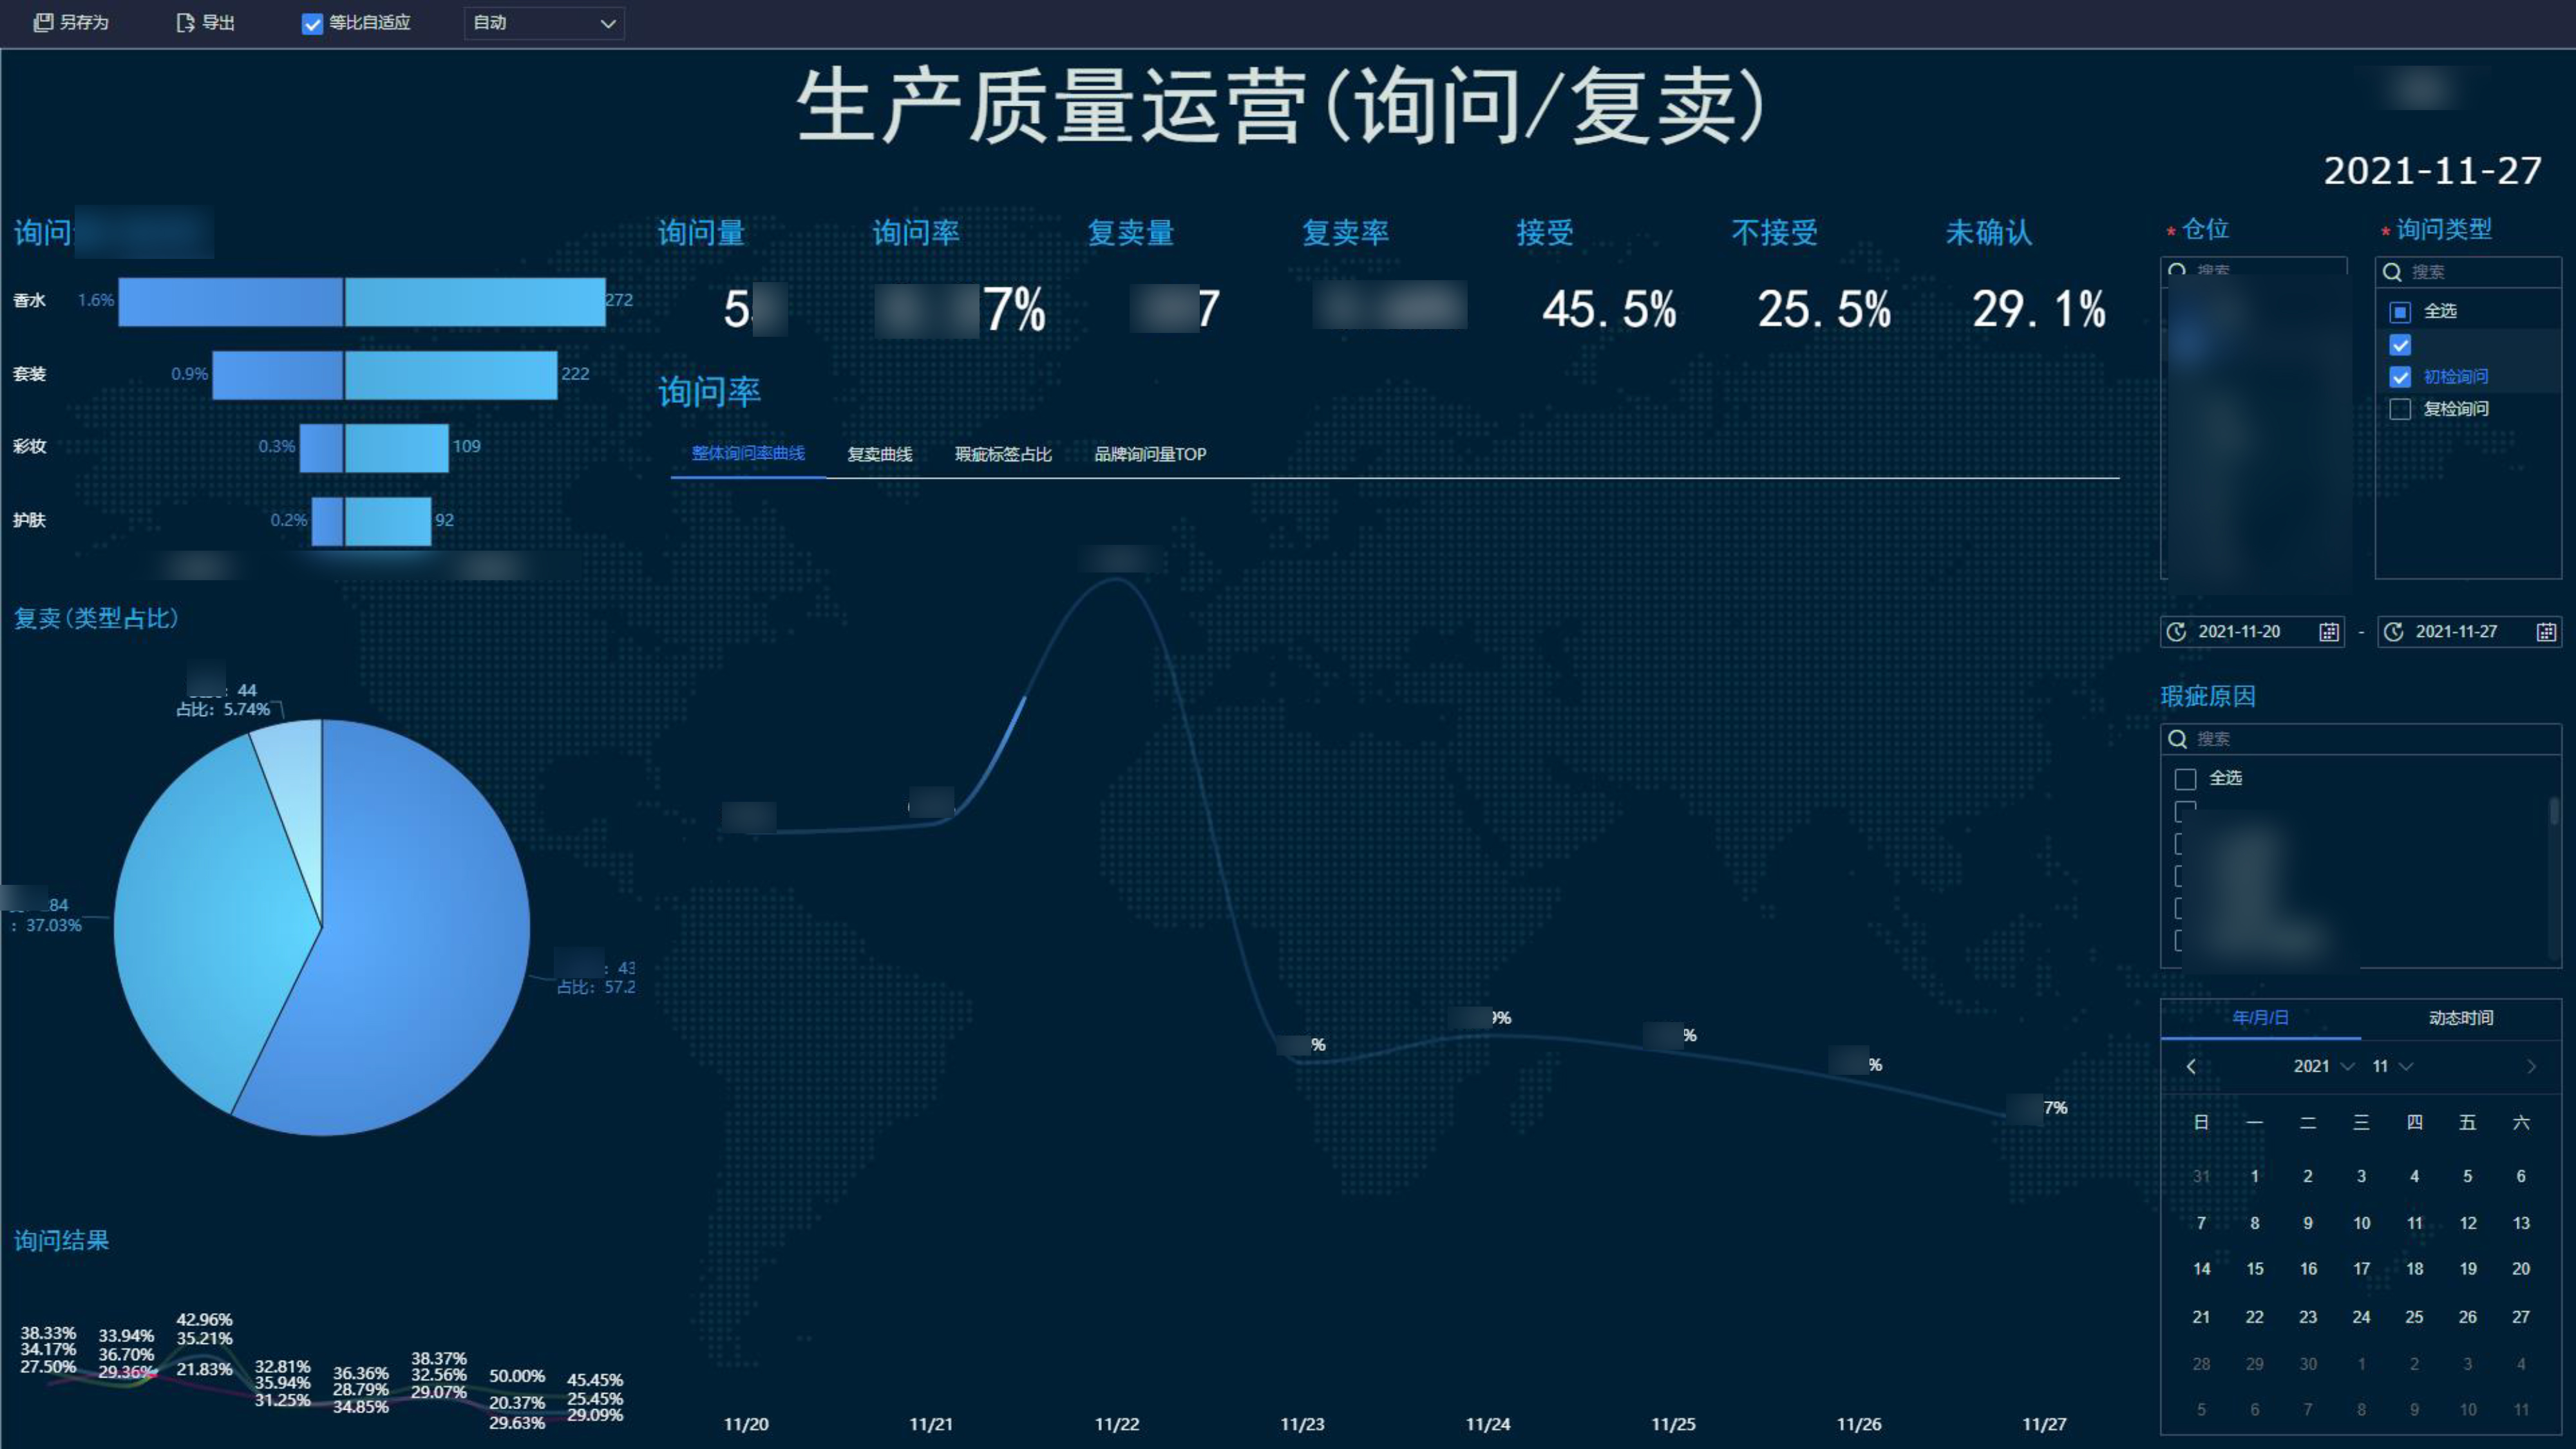 另存为 导出 等比自适应 自动
生产质量运营(询问/复卖)
2021-11-27
询问
香水 1.6% 272
套装 0.9% 222
彩妆 0.3% 109
护肤 0.2% 92
询问量 询问率 复卖量 复卖率 接受 不接受 未确认
5 7% 7 45.5% 25.5% 29.1%
询问率
整体询问率曲线 复卖曲线 瑕疵标签占比 品牌询问量TOP
% 9% % % 7%
11/20 11/21 11/22 11/23 11/24 11/25 11/26 11/27
复卖(类型占比)
: 44
占比: 5.74%
84
: 37.03%
: 43
占比: 57.2
询问结果
38.33% 33.94% 42.96% 32.81% 36.36% 38.37% 50.00% 45.45%
34.17% 36.70% 35.21% 35.94% 28.79% 32.56% 20.37% 25.45%
27.50% 29.36% 21.83% 31.25% 34.85% 29.07% 29.63% 29.09%
* 仓位
搜索
* 询问类型
搜索
全选
初检询问
复检询问
2021-11-20 - 2021-11-27
瑕疵原因
搜索
全选
年/月/日 动态时间
2021 11
日 一 二 三 四 五 六
31 1 2 3 4 5 6
7 8 9 10 11 12 13
14 15 16 17 18 19 20
21 22 23 24 25 26 27
28 29 30 1 2 3 4
5 6 7 8 9 10 11